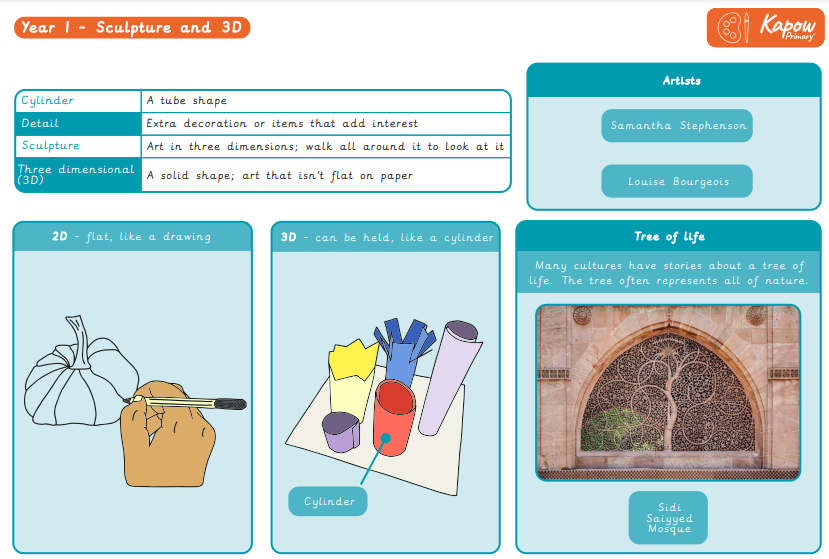 Year 1 - Sculpture and 3D
Kapow
Primary
Cylinder
A tube shape
Detail
Extra decoration or items that add interest
Sculpture
Art in three dimensions; walk all around it to look at it
Three dimensional
(3D)
A solid shape; art that isn't flat on paper
Artists
Samantha Stephenson
Louise Bourgeois
2D - flat, like a drawing
3D - can be held, like a cylinder
Cylinder
Tree of life
Many cultures have stories about a tree of
life. The tree often represents all of nature.
Sidi
Saiyyed
Mosque